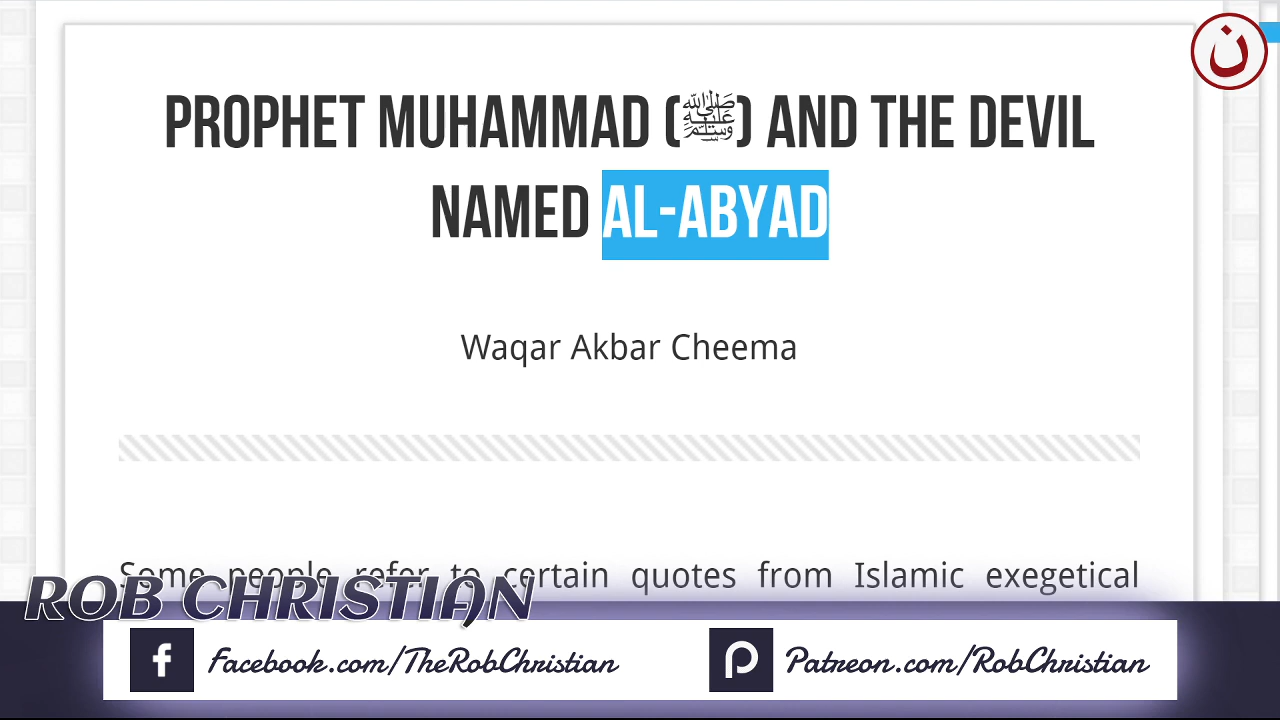 ن
PROPHET MUHAMMAD (ﷺ) AND THE DEVIL
NAMED AL-ABYAD
Waqar Akbar Cheema
Some people refer to certain quotes from Islamic exegetical
ROB CHRISTIAN
Facebook.com/TheRobChristian
Patreon.com/RobChristian